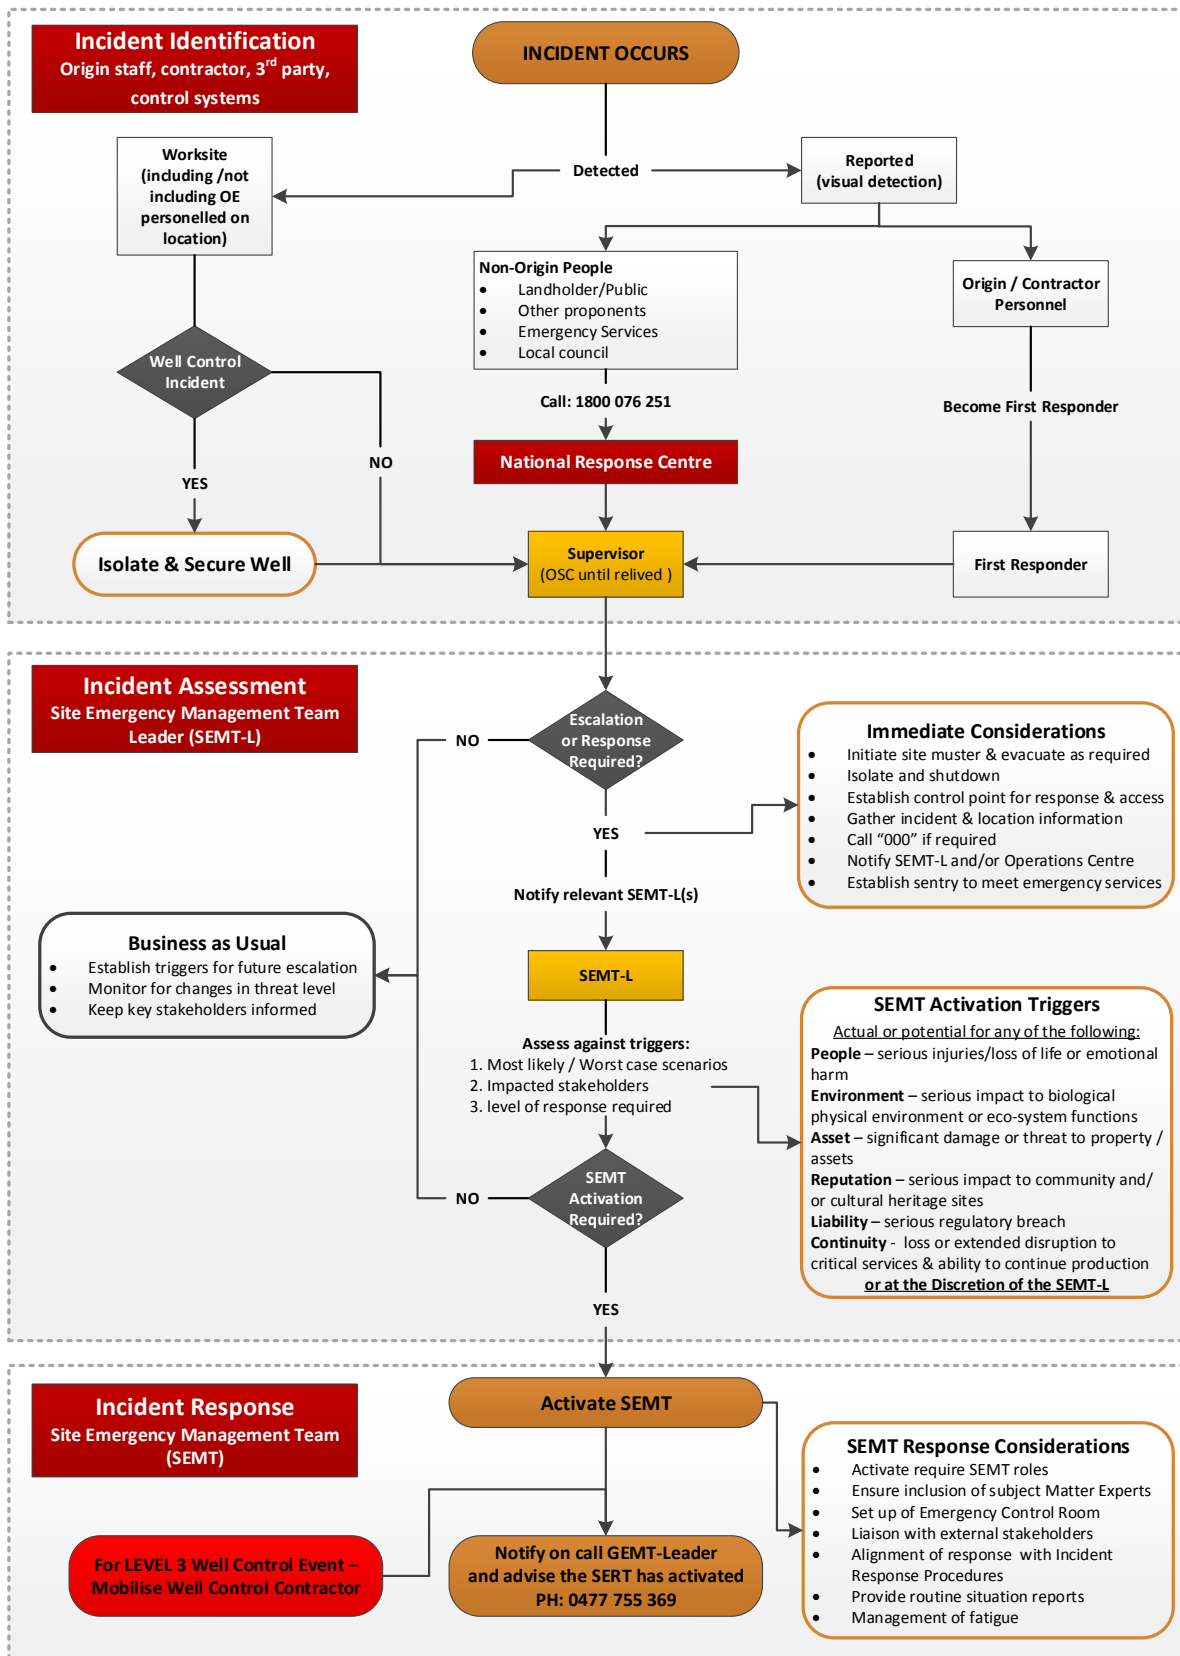 Incident Identification
Origin staff, contractor, 3rd party,
control systems
INCIDENT OCCURS
Detected
Worksite
(including /not
including OE
personelled on
location)
Reported
(visual detection)
Non-Origin People
• Landholder/Public
• Other proponents
• Emergency Services
• Local council
Origin / Contractor
Personnel
Well Control
Incident
Call: 1800 076 251
Become First Responder
NO
National Response Centre
YES
Isolate & Secure Well
Supervisor
(OSC until relived )
First Responder
Incident Assessment
Site Emergency Management Team
Leader (SEMT-L)
Escalation
or Response
Required?
NO
YES
Immediate Considerations
• Initiate site muster & evacuate as required
• Isolate and shutdown
• Establish control point for response & access
• Gather incident & location information
• Call “000” if required
• Notify SEMT-L and/or Operations Centre
• Establish sentry to meet emergency services
Notify relevant SEMT-L(s)
Business as Usual
• Establish triggers for future escalation
• Monitor for changes in threat level
• Keep key stakeholders informed
SEMT-L
Assess against triggers:
1. Most likely / Worst case scenarios
2. Impacted stakeholders
3. level of response required
SEMT Activation Triggers
Actual or potential for any of the following:
People – serious injuries/loss of life or emotional
harm
Environment – serious impact to biological
physical environment or eco-system functions
Asset – significant damage or threat to property /
assets
Reputation – serious impact to community and/
or cultural heritage sites
Liability – serious regulatory breach
Continuity - loss or extended disruption to
critical services & ability to continue production
or at the Discretion of the SEMT-L
SEMT
Activation
Required?
NO
YES
Incident Response
Site Emergency Management Team
(SEMT)
Activate SEMT
SEMT Response Considerations
• Activate require SEMT roles
• Ensure inclusion of subject Matter Experts
• Set up of Emergency Control Room
• Liaison with external stakeholders
• Alignment of response with Incident
Response Procedures
• Provide routine situation reports
• Management of fatigue
For LEVEL 3 Well Control Event –
Mobilise Well Control Contractor
Notify on call GEMT-Leader
and advise the SERT has activated
PH: 0477 755 369